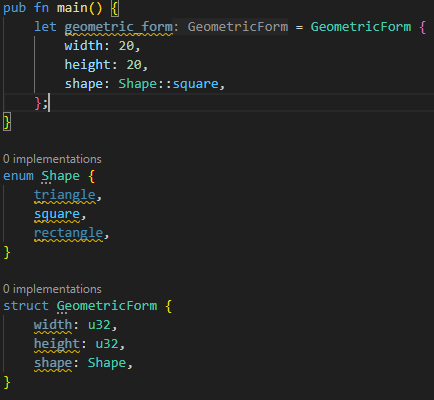 pub fn main() {
    let geometric_form: GeometricForm = GeometricForm {
        width: 20,
        height: 20,
        shape: Shape::square,
    };
}
0 implementations
enum Shape {
    triangle,
    square,
    rectangle,
}
0 implementations
struct GeometricForm {
    width: u32,
    height: u32,
    shape: Shape,
}